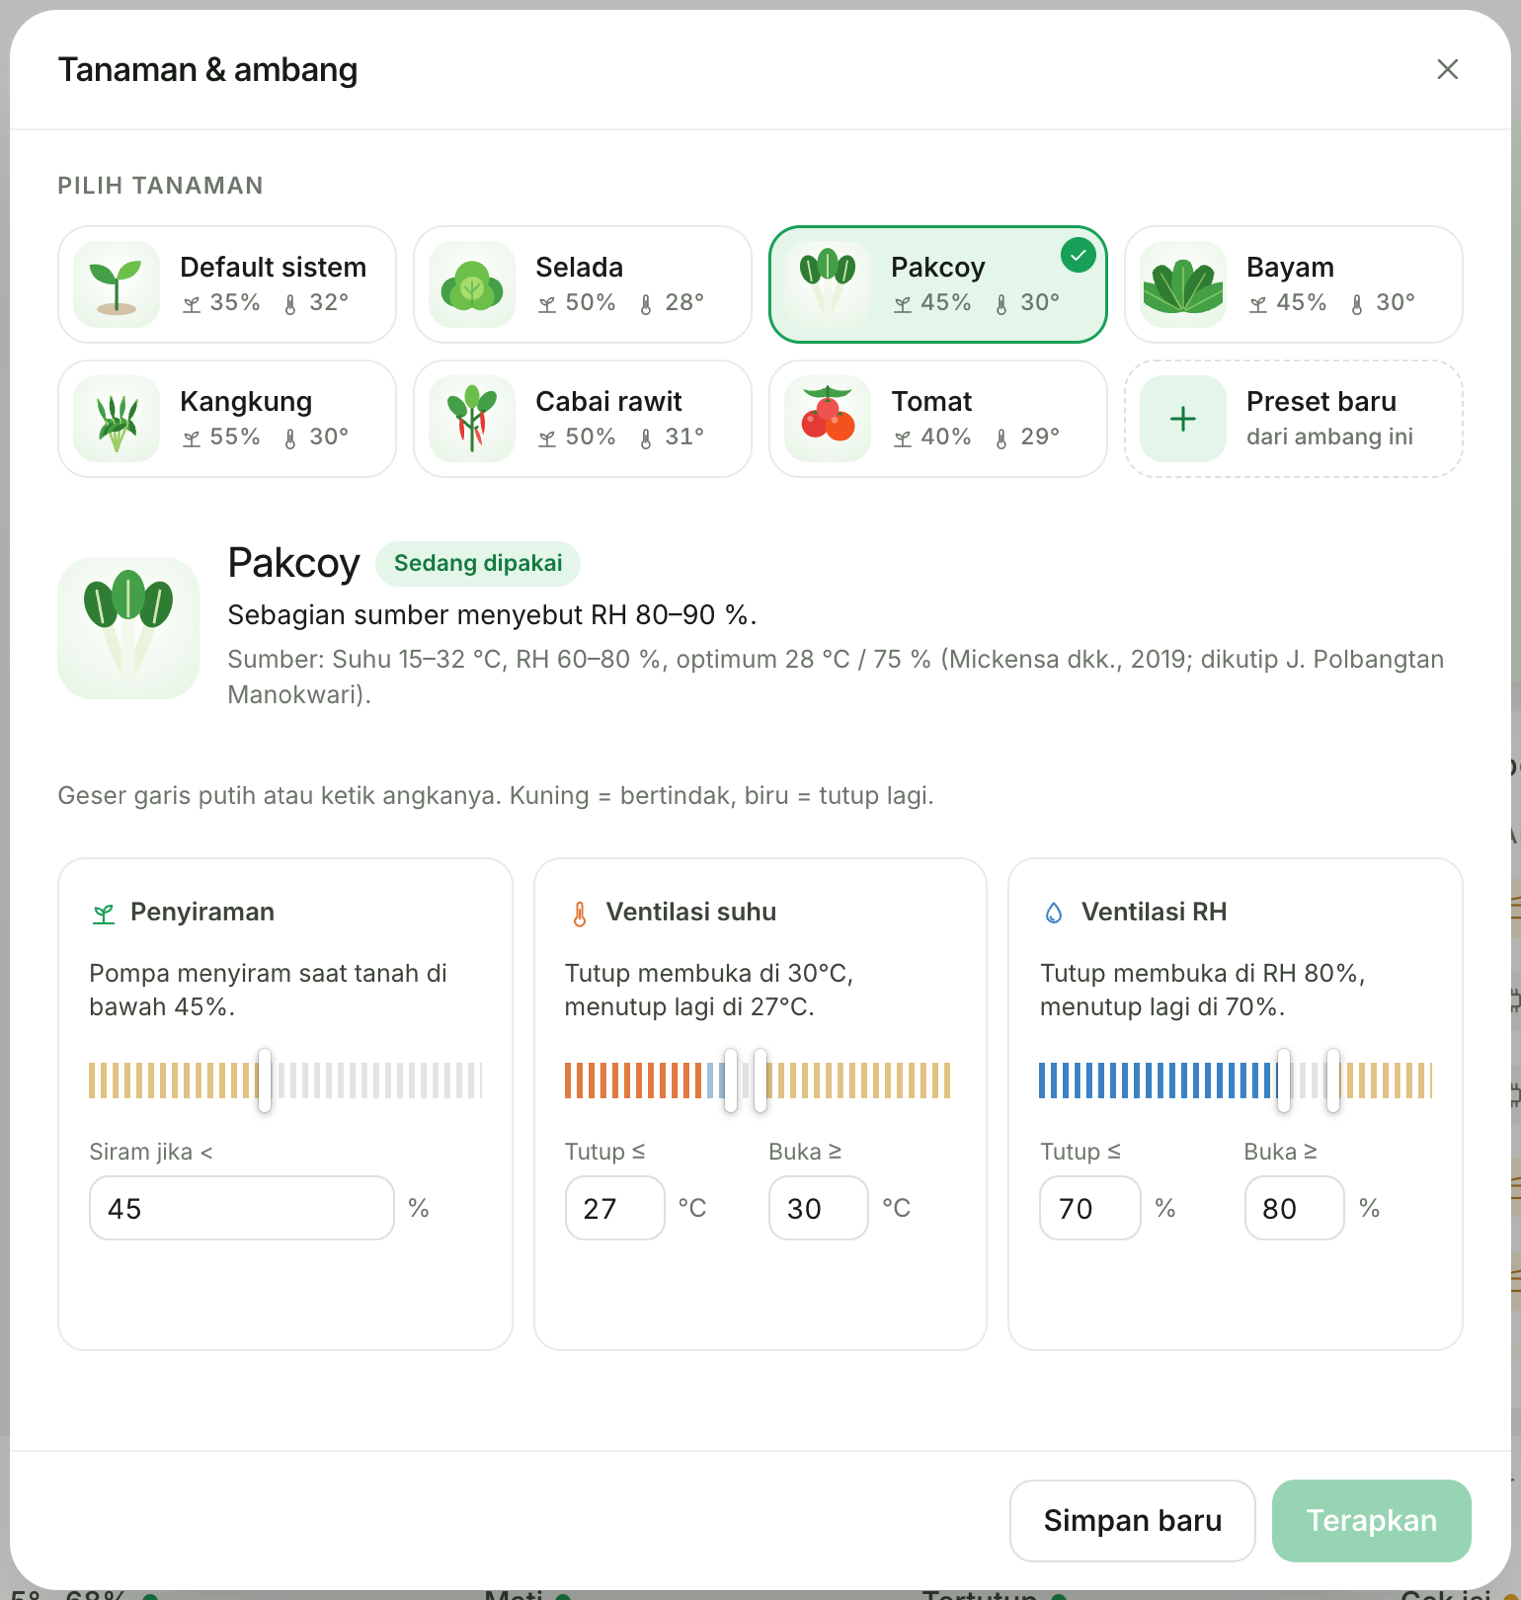 Tanaman & ambang
PILIH TANAMAN
Default sistem
35% 32°
Selada
50% 28°
Pakcoy
45% 30°
Bayam
45% 30°
Kangkung
55% 30°
Cabai rawit
50% 31°
Tomat
40% 29°
Preset baru
dari ambang ini
Pakcoy
Sedang dipakai
Sebagian sumber menyebut RH 80–90 %.
Sumber: Suhu 15–32 °C, RH 60–80 %, optimum 28 °C / 75 % (Mickensa dkk., 2019; dikutip J. Polbangtan
Manokwari).
Geser garis putih atau ketik angkanya. Kuning = bertindak, biru = tutup lagi.
Penyiraman
Pompa menyiram saat tanah di
bawah 45%.
Siram jika <
45 %
Ventilasi suhu
Tutup membuka di 30°C,
menutup lagi di 27°C.
Tutup ≤ Buka ≥
27 °C 30 °C
Ventilasi RH
Tutup membuka di RH 80%,
menutup lagi di 70%.
Tutup ≤ Buka ≥
70 % 80 %
Simpan baru
Terapkan